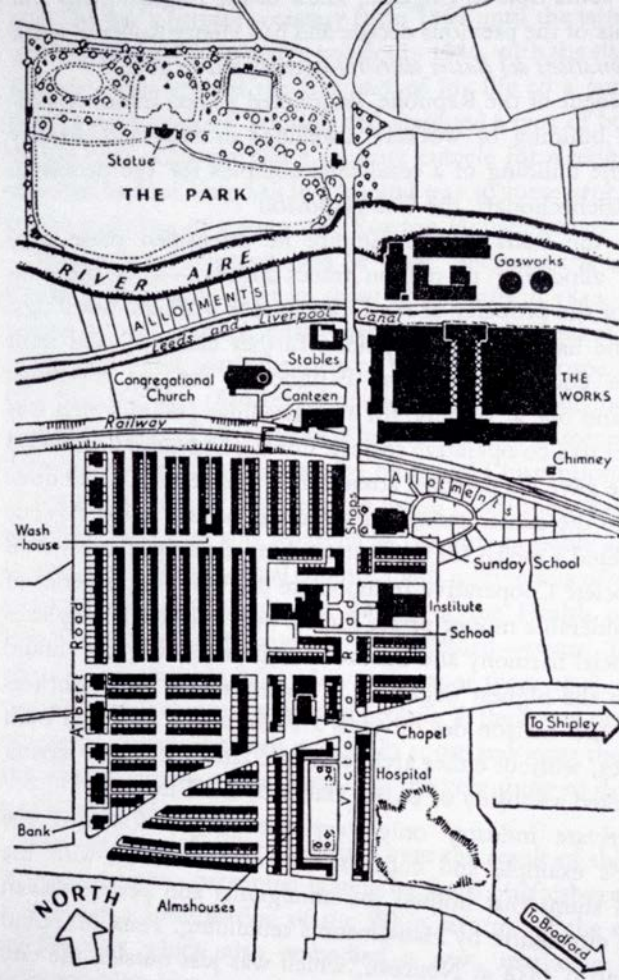 Statue
THE PARK
RIVER AIRE
ALLOTMENTS
Gasworks
Leeds and Liverpool Canal
Stables
Congregational
Church
Canteen
THE
WORKS
Railway
Chimney
Allotments
Shops
Wash
-house
Sunday School
Institute
School
Albert Road
Victoria Road
To Shipley
Chapel
Hospital
Bank
Almshouses
NORTH
To Bradford